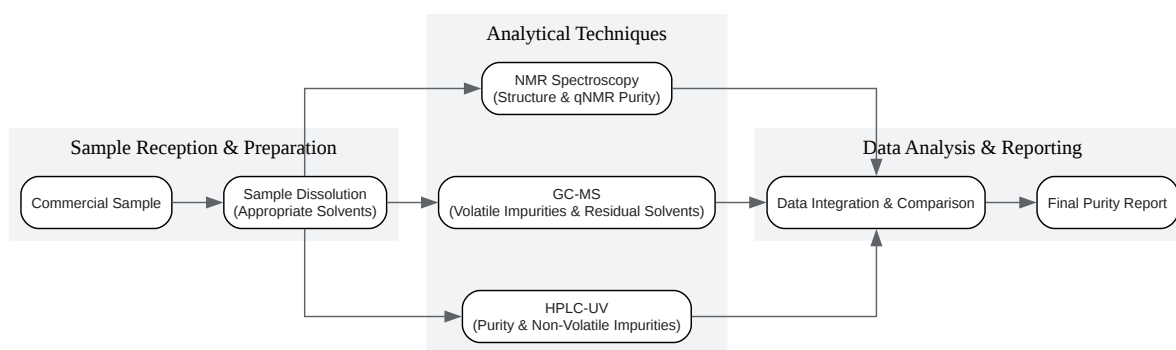 Analytical Techniques
NMR Spectroscopy
(Structure & qNMR Purity)
Sample Reception & Preparation
Commercial Sample
Sample Dissolution
(Appropriate Solvents)
GC-MS
(Volatile Impurities & Residual Solvents)
HPLC-UV
(Purity & Non-Volatile Impurities)
Data Analysis & Reporting
Data Integration & Comparison
Final Purity Report